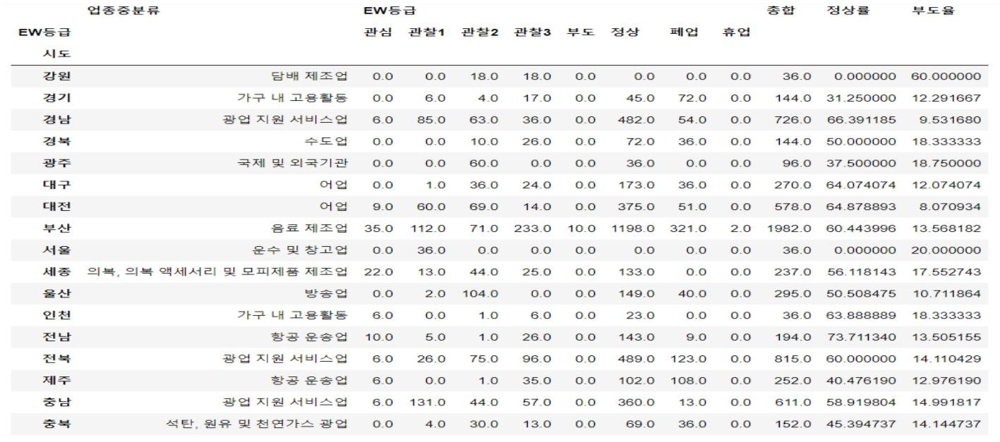 업종중분류 EW등급 총합 정상률 부도율
EW등급 관심 관찰1 관찰2 관찰3 부도 정상 폐업 휴업
시도
강원 담배 제조업 0.0 0.0 18.0 18.0 0.0 0.0 0.0 0.0 36.0 0.000000 60.000000
경기 가구 내 고용활동 0.0 6.0 4.0 17.0 0.0 45.0 72.0 0.0 144.0 31.250000 12.291667
경남 광업 지원 서비스업 6.0 85.0 63.0 36.0 0.0 482.0 54.0 0.0 726.0 66.391185 9.531680
경북 수도업 0.0 0.0 10.0 26.0 0.0 72.0 36.0 0.0 144.0 50.000000 18.333333
광주 국제 및 외국기관 0.0 0.0 60.0 0.0 0.0 36.0 0.0 0.0 96.0 37.500000 18.750000
대구 어업 0.0 1.0 36.0 24.0 0.0 173.0 36.0 0.0 270.0 64.074074 12.074074
대전 어업 9.0 60.0 69.0 14.0 0.0 375.0 51.0 0.0 578.0 64.878893 8.070934
부산 음료 제조업 35.0 112.0 71.0 233.0 10.0 1198.0 321.0 2.0 1982.0 60.443996 13.568182
서울 운수 및 창고업 0.0 36.0 0.0 0.0 0.0 0.0 0.0 0.0 36.0 0.000000 20.000000
세종 의복, 의복 액세서리 및 모피제품 제조업 22.0 13.0 44.0 25.0 0.0 133.0 0.0 0.0 237.0 56.118143 17.552743
울산 방송업 0.0 2.0 104.0 0.0 0.0 149.0 40.0 0.0 295.0 50.508475 10.711864
인천 가구 내 고용활동 6.0 0.0 1.0 6.0 0.0 23.0 0.0 0.0 36.0 63.888889 18.333333
전남 항공 운송업 10.0 5.0 1.0 26.0 0.0 143.0 9.0 0.0 194.0 73.711340 13.505155
전북 광업 지원 서비스업 6.0 26.0 75.0 96.0 0.0 489.0 123.0 0.0 815.0 60.000000 14.110429
제주 항공 운송업 6.0 0.0 1.0 35.0 0.0 102.0 108.0 0.0 252.0 40.476190 12.976190
충남 광업 지원 서비스업 6.0 131.0 44.0 57.0 0.0 360.0 13.0 0.0 611.0 58.919804 14.991817
충북 석탄, 원유 및 천연가스 광업 0.0 4.0 30.0 13.0 0.0 69.0 36.0 0.0 152.0 45.394737 14.144737